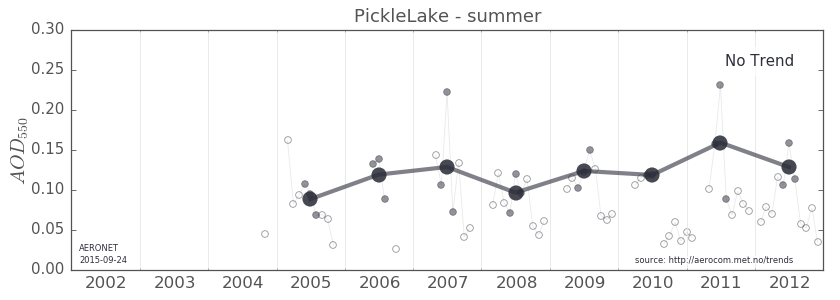 PickleLake - summer
0.30
0.25
0.20
0.15
0.10
0.05
0.00
AOD550
No Trend
AERONET
2015-09-24
source: http://aerocom.met.no/trends
2002 2003 2004 2005 2006 2007 2008 2009 2010 2011 2012